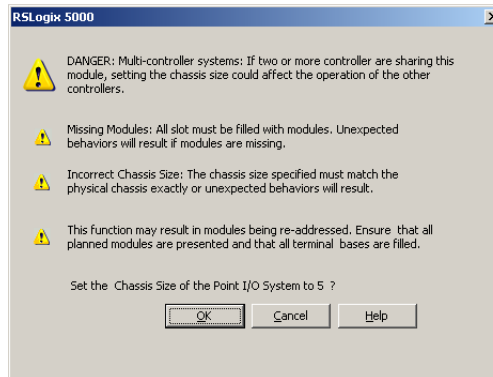 RSLogix 5000
DANGER: Multi-controller systems: If two or more controller are sharing this
module, setting the chassis size could affect the operation of the other
controllers.
Missing Modules: All slot must be filled with modules. Unexpected
behaviors will result if modules are missing.
Incorrect Chassis Size: The chassis size specified must match the
physical chassis exactly or unexpected behaviors will result.
This function may result in modules being re-addressed. Ensure that all
planned modules are presented and that all terminal bases are filled.
Set the Chassis Size of the Point I/O System to 5 ?
OK Cancel Help